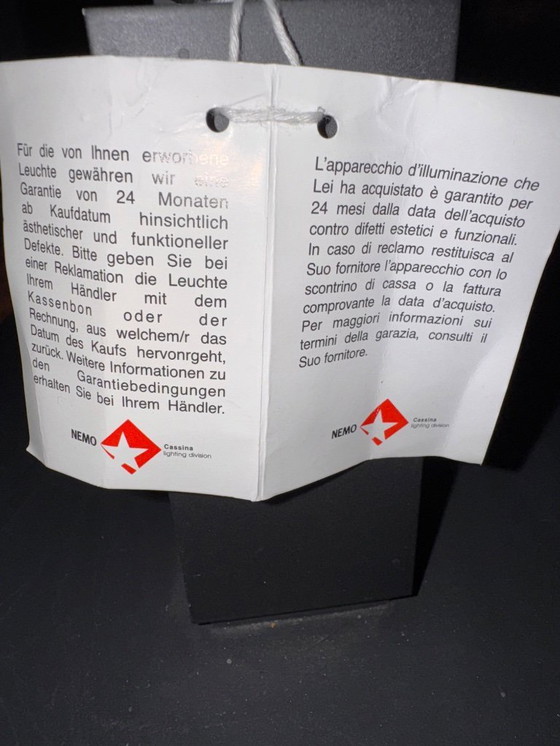 Für die von Ihnen erworbene
Leuchte gewähren wir eine
Garantie von 24 Monaten
ab Kaufdatum hinsichtlich
ästhetischer und funktioneller
Defekte. Bitte geben Sie bei
einer Reklamation die Leuchte
Ihrem Händler mit dem
Kassenbon oder der
Rechnung, aus welchem/r das
Datum des Kaufs hervonrgeht,
zurück. Weitere Informationen zu
den Garantiebedingungen
erhalten Sie bei Ihrem Händler.
NEMO
Cassina
lighting division
L'apparecchio d'illuminazione che
Lei ha acquistato è garantito per
24 mesi dalla data dell'acquisto
contro difetti estetici e funzionali.
In caso di reclamo restituisca al
Suo fornitore l'apparecchio con lo
scontrino di cassa o la fattura
comprovante la data d'acquisto.
Per maggiori informazioni sui
termini della garazia, consulti il
Suo fornitore.
NEMO
Cassina
lighting division